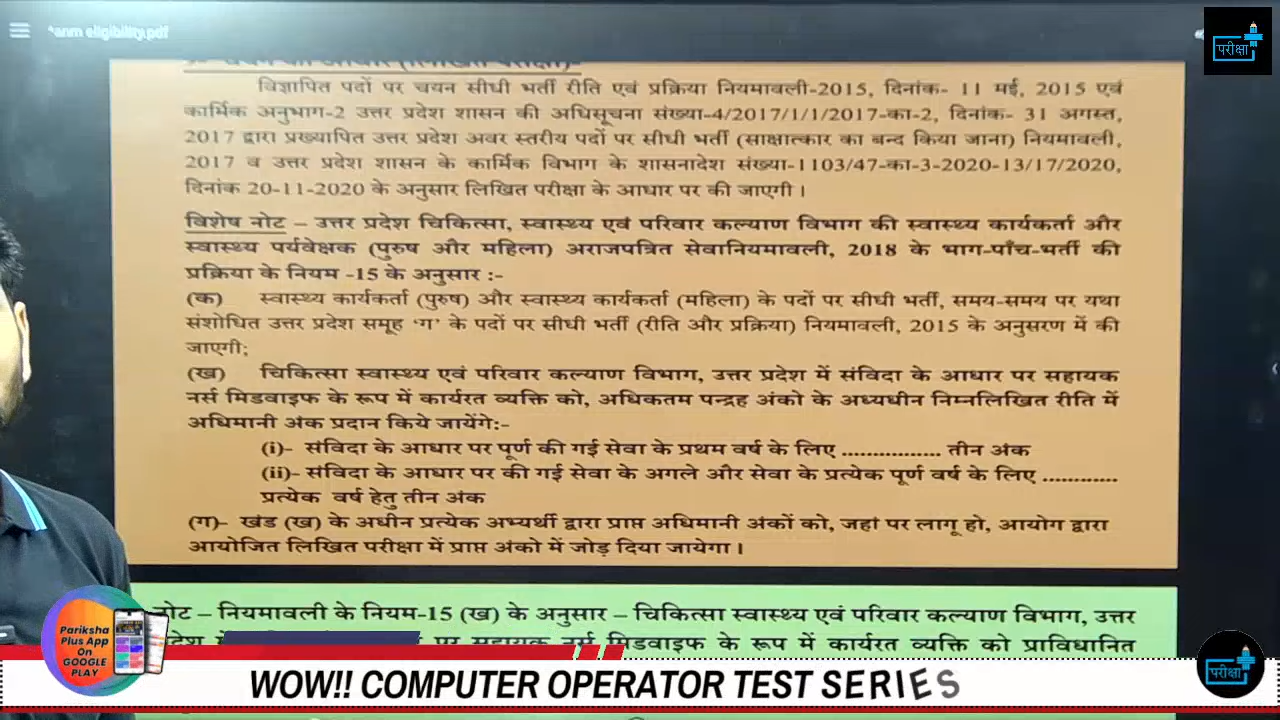 *anm eligibility.pdf
परीक्षा
विज्ञापित पदों पर चयन सीधी भर्ती रीति एवं प्रक्रिया नियमावली-2015, दिनांक- 11 मई, 2015 एवं
कार्मिक अनुभाग-2 उत्तर प्रदेश शासन की अधिसूचना संख्या-4/2017/1/1/2017-का-2, दिनांक- 31 अगस्त,
2017 द्वारा प्रख्यापित उत्तर प्रदेश अवर स्तरीय पदों पर सीधी भर्ती (साक्षात्कार का बन्द किया जाना) नियमावली,
2017 व उत्तर प्रदेश शासन के कार्मिक विभाग के शासनादेश संख्या-1103/47-का-3-2020-13/17/2020,
दिनांक 20-11-2020 के अनुसार लिखित परीक्षा के आधार पर की जाएगी।
विशेष नोट – उत्तर प्रदेश चिकित्सा, स्वास्थ्य एवं परिवार कल्याण विभाग की स्वास्थ्य कार्यकर्ता और
स्वास्थ्य पर्यवेक्षक (पुरुष और महिला) अराजपत्रित सेवानियमावली, 2018 के भाग-पाँच-भर्ती की
प्रक्रिया के नियम -15 के अनुसार :-
(क) स्वास्थ्य कार्यकर्ता (पुरुष) और स्वास्थ्य कार्यकर्ता (महिला) के पदों पर सीधी भर्ती, समय-समय पर यथा
संशोधित उत्तर प्रदेश समूह ‘ग’ के पदों पर सीधी भर्ती (रीति और प्रक्रिया) नियमावली, 2015 के अनुसरण में की
जाएगी;
(ख) चिकित्सा स्वास्थ्य एवं परिवार कल्याण विभाग, उत्तर प्रदेश में संविदा के आधार पर सहायक
नर्स मिडवाइफ के रूप में कार्यरत व्यक्ति को, अधिकतम पन्द्रह अंको के अध्यधीन निम्नलिखित रीति में
अधिमानी अंक प्रदान किये जायेंगे:-
(i)- संविदा के आधार पर पूर्ण की गई सेवा के प्रथम वर्ष के लिए ................ तीन अंक
(ii)- संविदा के आधार पर की गई सेवा के अगले और सेवा के प्रत्येक पूर्ण वर्ष के लिए ............
प्रत्येक वर्ष हेतु तीन अंक
(ग)- खंड (ख) के अधीन प्रत्येक अभ्यर्थी द्वारा प्राप्त अधिमानी अंकों को, जहां पर लागू हो, आयोग द्वारा
आयोजित लिखित परीक्षा में प्राप्त अंको में जोड़ दिया जायेगा।
नोट – नियमावली के नियम-15 (ख) के अनुसार – चिकित्सा स्वास्थ्य एवं परिवार कल्याण विभाग, उत्तर
पर सहायक नर्स मिडवाइफ के रूप में कार्यरत व्यक्ति को प्राविधानित
Pariksha
Plus App
On
GOOGLE
PLAY
WOW!! COMPUTER OPERATOR TEST SERIES
परीक्षा